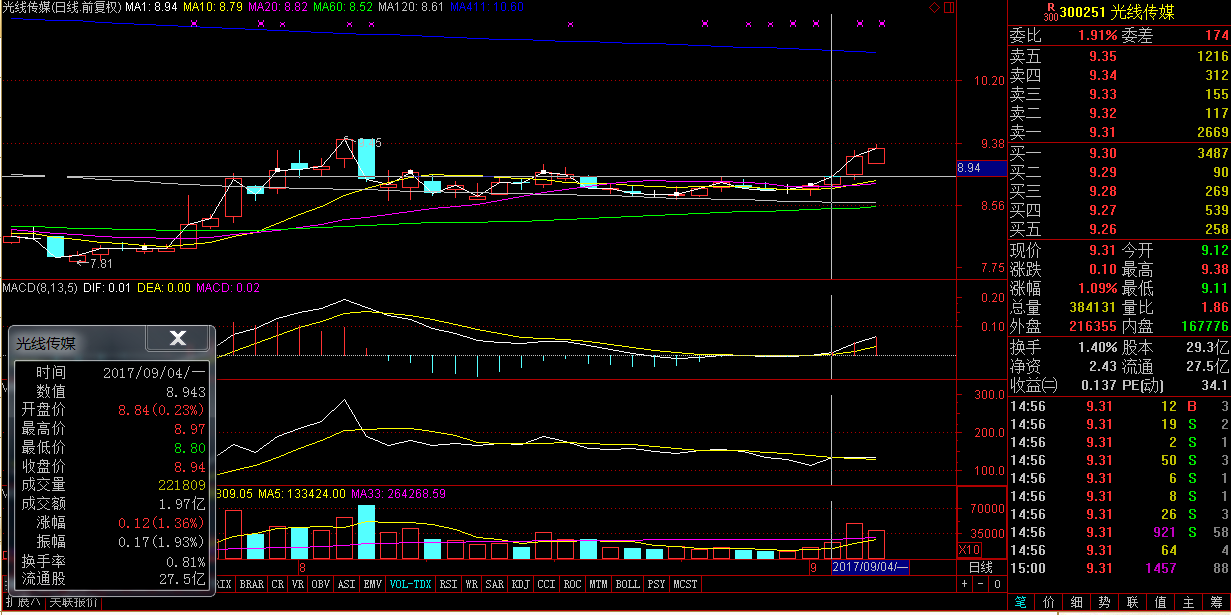 光线传媒(日线.前复权) MA1: 8.94 MA10: 8.79 MA20: 8.82 MA60: 8.52 MA120: 8.61 MA411: 10.60
10.20
9.38
8.94
8.56
7.75
←7.81
MACD(8,13,5) DIF: 0.01 DEA: 0.00 MACD: 0.02
0.20
0.10
300.0
200.0
100.0
809.05 MA5: 133424.00 MA33: 264268.59
70000
35000
X10
8
9
2017/09/04/一
日线
光线传媒
X
时间 2017/09/04/一
数值 8.943
开盘价 8.84(0.23%)
最高价 8.97
最低价 8.80
收盘价 8.94
成交量 221809
成交额 1.97亿
涨幅 0.12(1.36%)
振幅 0.17(1.93%)
换手率 0.81%
流通股 27.5亿
BRAR CR VR OBV ASI EMV VOL-TDX RSI WR SAR KDJ CCI ROC MTM BOLL PSY MCST + - 0
扩展∧ 关联报价
R
300
300251 光线传媒
委比 1.91% 委差 174
卖五 9.35 1216
卖四 9.34 312
卖三 9.33 155
卖二 9.32 117
卖一 9.31 2669
买一 9.30 3487
买二 9.29 90
买三 9.28 269
买四 9.27 539
买五 9.26 258
现价 9.31 今开 9.12
涨跌 0.10 最高 9.38
涨幅 1.09% 最低 9.11
总量 384131 量比 1.86
外盘 216355 内盘 167776
换手 1.40% 股本 29.3亿
净资 2.43 流通 27.5亿
收益㈡ 0.137 PE(动) 34.1
14:56 9.31 12 B 3
14:56 9.31 19 S 2
14:56 9.31 2 S 1
14:56 9.31 50 S 3
14:56 9.31 6 S 1
14:56 9.31 8 S 1
14:56 9.31 26 S 3
14:56 9.31 921 S 58
14:56 9.31 64 4
15:00 9.31 1457 88
笔 价 细 势 联 值 主 筹